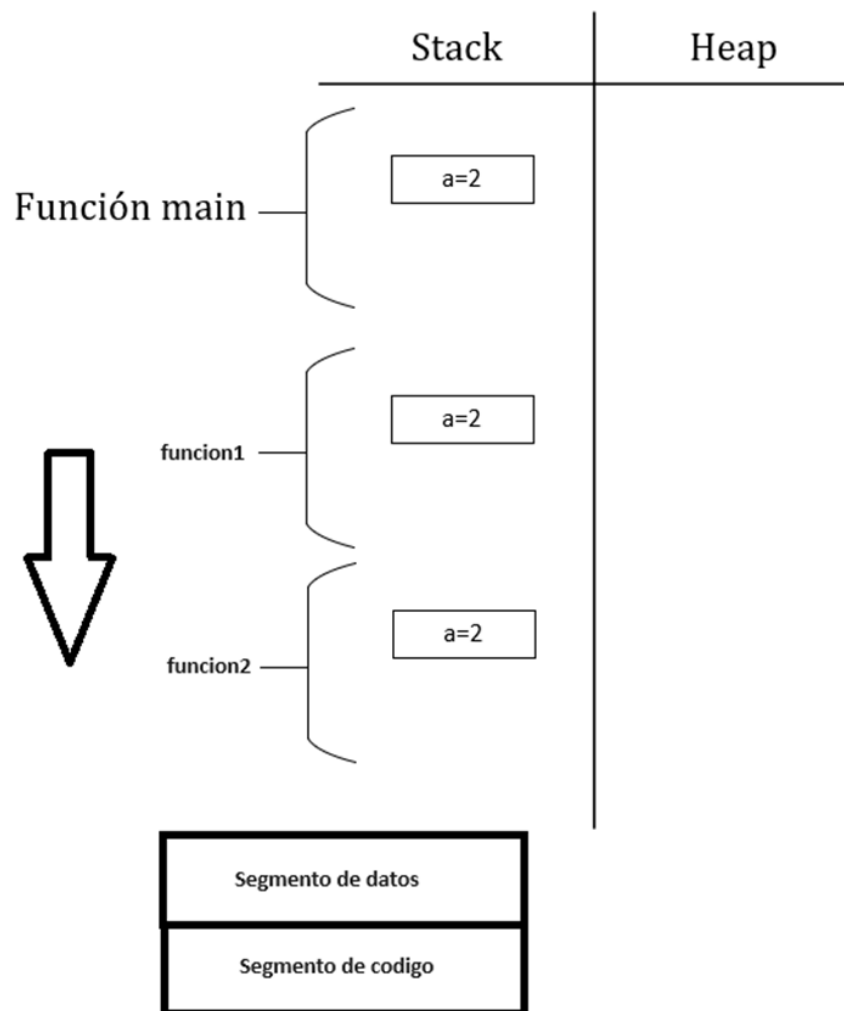 Stack
Heap
a=2
Función main
a=2
funcion1
a=2
funcion2
Segmento de datos
Segmento de codigo